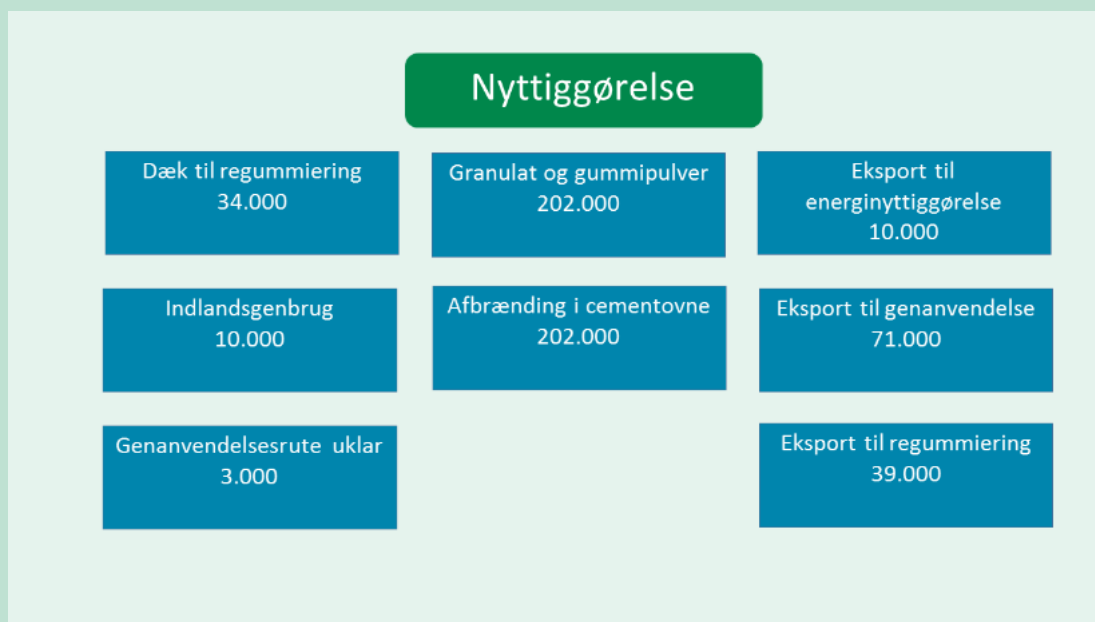 Nyttiggørelse
Dæk til regummiering
34.000
Granulat og gummipulver
202.000
Eksport til
energinyttiggørelse
10.000
Indlandsgenbrug
10.000
Afbrænding i cementovne
202.000
Eksport til genanvendelse
71.000
Genanvendelsesrute uklar
3.000
Eksport til regummiering
39.000